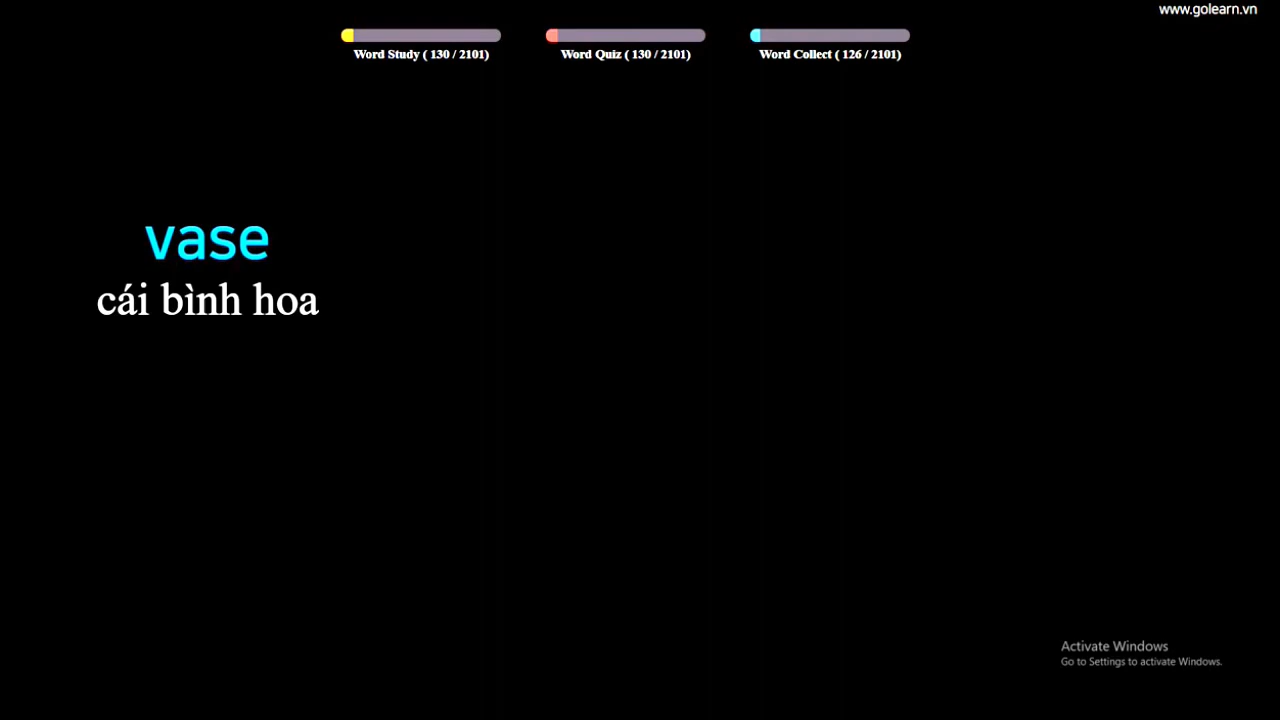 www.golearn.vn
Word Study ( 130 / 2101)
Word Quiz ( 130 / 2101)
Word Collect ( 126 / 2101)
vase
cái bình hoa
Activate Windows
Go to Settings to activate Windows.